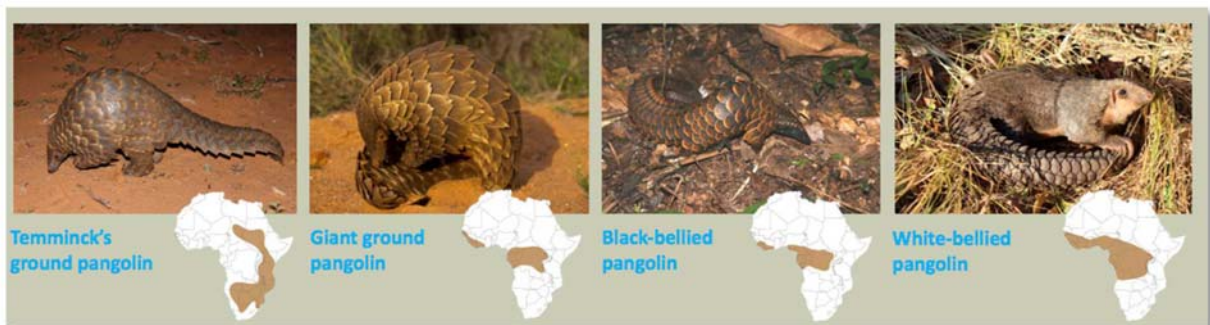 Temminck's
ground pangolin
Giant ground
pangolin
Black-bellied
pangolin
White-bellied
pangolin